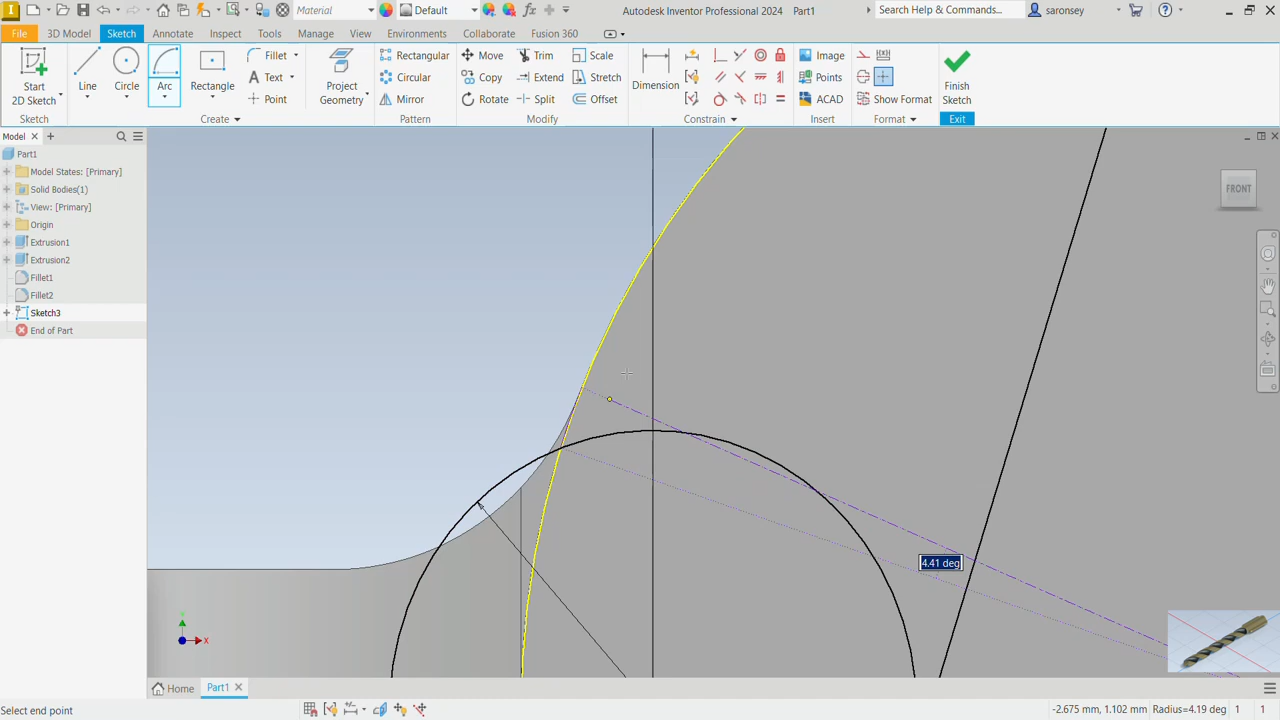 Material
Default
Autodesk Inventor Professional 2024 Part1
Search Help & Commands...
saronsey
File 3D Model Sketch Annotate Inspect Tools Manage View Environments Collaborate Fusion 360
Start
2D Sketch
Line
Circle
Arc
Rectangle
Fillet
Text
Point
Project
Geometry
Rectangular
Circular
Mirror
Move
Copy
Rotate
Trim
Extend
Split
Scale
Stretch
Offset
Dimension
Image
Points
ACAD
Show Format
Finish
Sketch
Sketch Create Pattern Modify Constrain Insert Format Exit
Model
Part1
Model States: [Primary]
Solid Bodies(1)
View: [Primary]
Origin
Extrusion1
Extrusion2
Fillet1
Fillet2
Sketch3
End of Part
FRONT
4.41 deg
X
Home Part1
Select end point
-2.675 mm, 1.102 mm Radius=4.19 deg 1 1